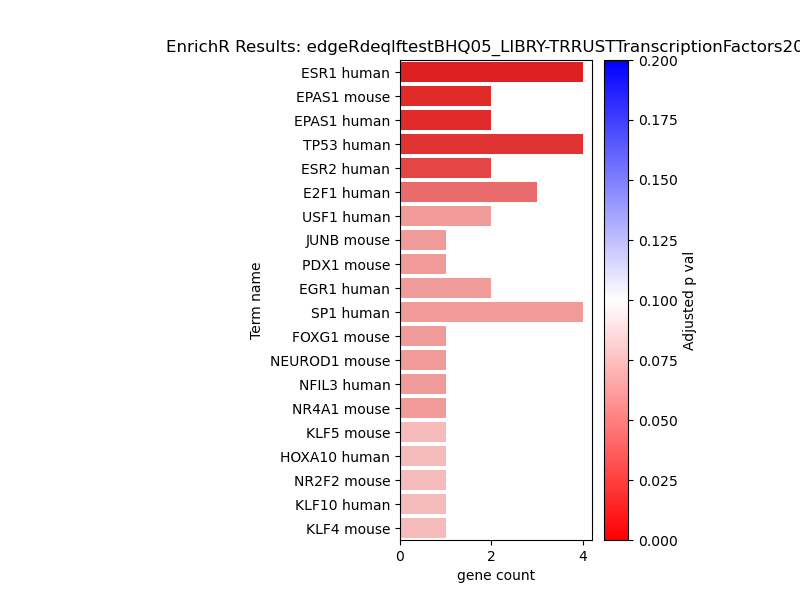 EnrichR Results: edgeRdeqlftestBHQ05_LIBRY-TRRUSTTranscriptionFactors20
ESR1 human
EPAS1 mouse
EPAS1 human
TP53 human
ESR2 human
E2F1 human
USF1 human
JUNB mouse
PDX1 mouse
EGR1 human
SP1 human
FOXG1 mouse
NEUROD1 mouse
NFIL3 human
NR4A1 mouse
KLF5 mouse
HOXA10 human
NR2F2 mouse
KLF10 human
KLF4 mouse
Term name
0 2 4
gene count
0.200
0.175
0.150
0.125
0.100
0.075
0.050
0.025
0.000
Adjusted p val